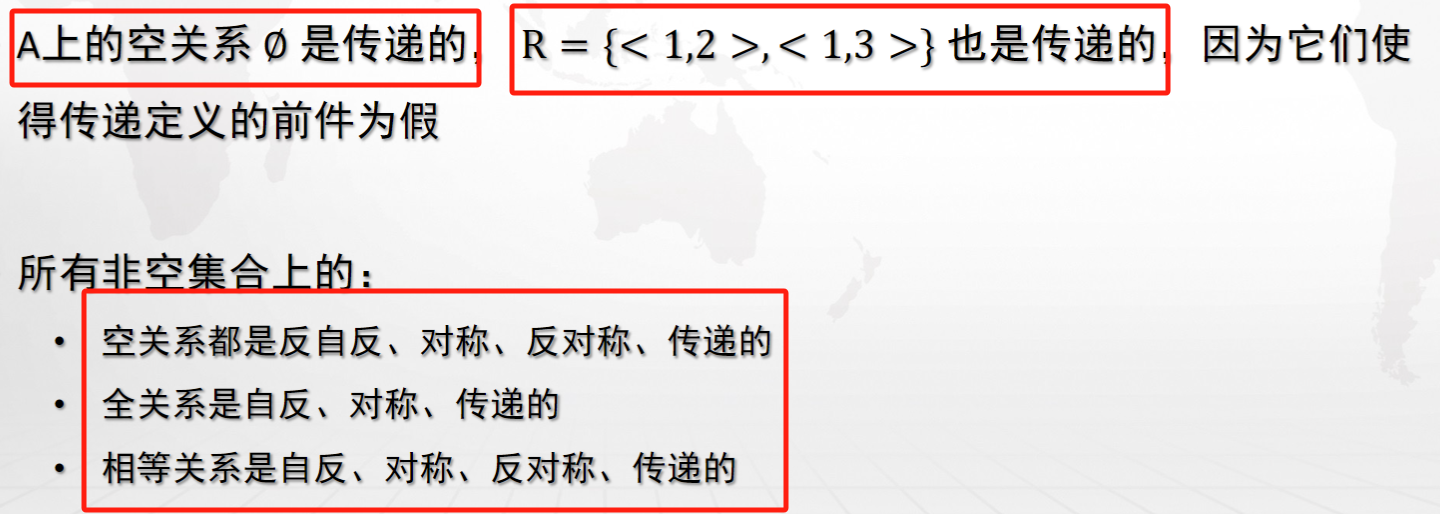 A上的空关系 ∅ 是传递的，R = {< 1,2 >,< 1,3 >} 也是传递的，因为它们使
得传递定义的前件为假
所有非空集合上的：
• 空关系都是反自反、对称、反对称、传递的
• 全关系是自反、对称、传递的
• 相等关系是自反、对称、反对称、传递的